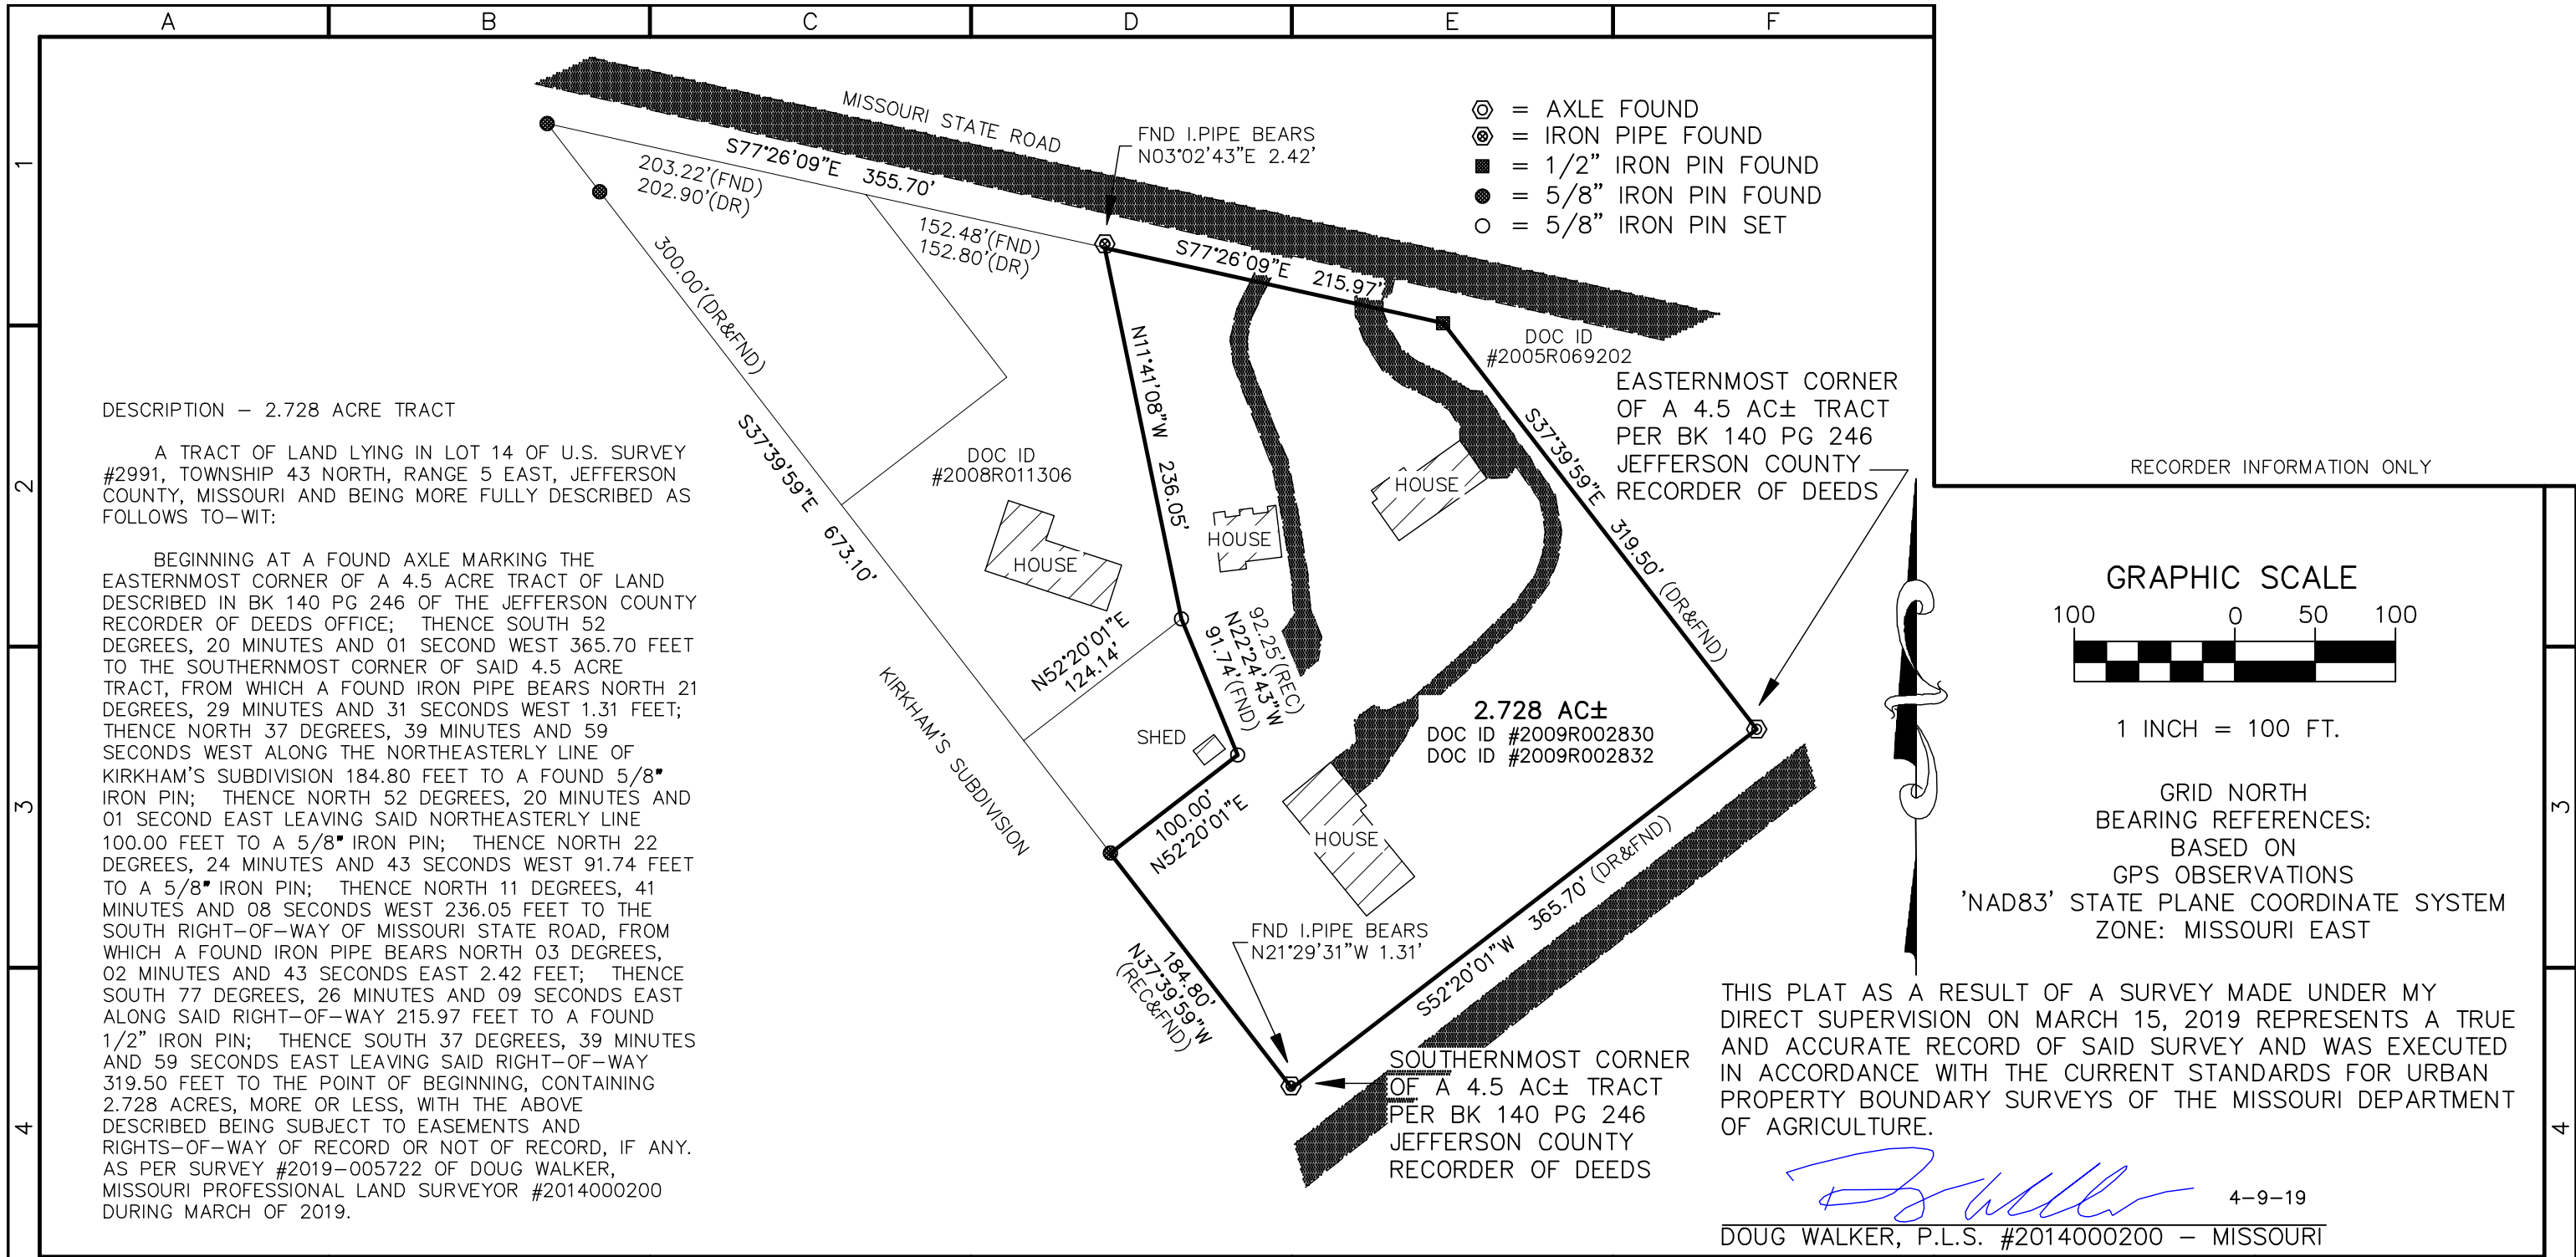 A B C D E F
1
2
3
4
3
4
MISSOURI STATE ROAD
S77°26'09"E 355.70'
203.22'(FND)
202.90'(DR)
152.48'(FND)
152.80'(DR)
FND I.PIPE BEARS
N03°02'43"E 2.42'
= AXLE FOUND
= IRON PIPE FOUND
= 1/2" IRON PIN FOUND
= 5/8" IRON PIN FOUND
= 5/8" IRON PIN SET
S77°26'09"E 215.97'
300.00'(DR&FND)
S37°39'59"E 673.10'
N11°41'08"W 236.05'
DOC ID
#2005R069202
EASTERNMOST CORNER
OF A 4.5 AC± TRACT
PER BK 140 PG 246
JEFFERSON COUNTY
RECORDER OF DEEDS
S37°39'59"E 319.50' (DR&FND)
DOC ID
#2008R011306
HOUSE
HOUSE
HOUSE
N52°20'01"E
124.14'
92.25'(REC)
N22°24'43"W
91.74'(FND)
KIRKHAM'S SUBDIVISION
SHED
2.728 AC±
DOC ID #2009R002830
DOC ID #2009R002832
100.00'
N52°20'01"E
HOUSE
FND I.PIPE BEARS
N21°29'31"W 1.31'
184.80'
N37°39'59"W
(REC&FND)
S52°20'01"W 365.70' (DR&FND)
SOUTHERNMOST CORNER
OF A 4.5 AC± TRACT
PER BK 140 PG 246
JEFFERSON COUNTY
RECORDER OF DEEDS
DESCRIPTION – 2.728 ACRE TRACT
A TRACT OF LAND LYING IN LOT 14 OF U.S. SURVEY
#2991, TOWNSHIP 43 NORTH, RANGE 5 EAST, JEFFERSON
COUNTY, MISSOURI AND BEING MORE FULLY DESCRIBED AS
FOLLOWS TO–WIT:
BEGINNING AT A FOUND AXLE MARKING THE
EASTERNMOST CORNER OF A 4.5 ACRE TRACT OF LAND
DESCRIBED IN BK 140 PG 246 OF THE JEFFERSON COUNTY
RECORDER OF DEEDS OFFICE; THENCE SOUTH 52
DEGREES, 20 MINUTES AND 01 SECOND WEST 365.70 FEET
TO THE SOUTHERNMOST CORNER OF SAID 4.5 ACRE
TRACT, FROM WHICH A FOUND IRON PIPE BEARS NORTH 21
DEGREES, 29 MINUTES AND 31 SECONDS WEST 1.31 FEET;
THENCE NORTH 37 DEGREES, 39 MINUTES AND 59
SECONDS WEST ALONG THE NORTHEASTERLY LINE OF
KIRKHAM'S SUBDIVISION 184.80 FEET TO A FOUND 5/8"
IRON PIN; THENCE NORTH 52 DEGREES, 20 MINUTES AND
01 SECOND EAST LEAVING SAID NORTHEASTERLY LINE
100.00 FEET TO A 5/8" IRON PIN; THENCE NORTH 22
DEGREES, 24 MINUTES AND 43 SECONDS WEST 91.74 FEET
TO A 5/8" IRON PIN; THENCE NORTH 11 DEGREES, 41
MINUTES AND 08 SECONDS WEST 236.05 FEET TO THE
SOUTH RIGHT–OF–WAY OF MISSOURI STATE ROAD, FROM
WHICH A FOUND IRON PIPE BEARS NORTH 03 DEGREES,
02 MINUTES AND 43 SECONDS EAST 2.42 FEET; THENCE
SOUTH 77 DEGREES, 26 MINUTES AND 09 SECONDS EAST
ALONG SAID RIGHT–OF–WAY 215.97 FEET TO A FOUND
1/2" IRON PIN; THENCE SOUTH 37 DEGREES, 39 MINUTES
AND 59 SECONDS EAST LEAVING SAID RIGHT–OF–WAY
319.50 FEET TO THE POINT OF BEGINNING, CONTAINING
2.728 ACRES, MORE OR LESS, WITH THE ABOVE
DESCRIBED BEING SUBJECT TO EASEMENTS AND
RIGHTS–OF–WAY OF RECORD OR NOT OF RECORD, IF ANY.
AS PER SURVEY #2019–005722 OF DOUG WALKER,
MISSOURI PROFESSIONAL LAND SURVEYOR #2014000200
DURING MARCH OF 2019.
RECORDER INFORMATION ONLY
GRAPHIC SCALE
100 0 50 100
1 INCH = 100 FT.
GRID NORTH
BEARING REFERENCES:
BASED ON
GPS OBSERVATIONS
'NAD83' STATE PLANE COORDINATE SYSTEM
ZONE: MISSOURI EAST
THIS PLAT AS A RESULT OF A SURVEY MADE UNDER MY
DIRECT SUPERVISION ON MARCH 15, 2019 REPRESENTS A TRUE
AND ACCURATE RECORD OF SAID SURVEY AND WAS EXECUTED
IN ACCORDANCE WITH THE CURRENT STANDARDS FOR URBAN
PROPERTY BOUNDARY SURVEYS OF THE MISSOURI DEPARTMENT
OF AGRICULTURE.
4–9–19
DOUG WALKER, P.L.S. #2014000200 – MISSOURI